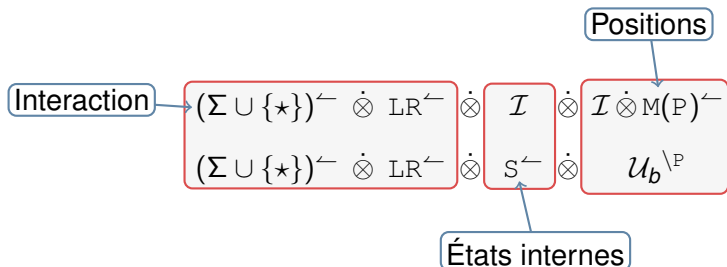 Positions
Interaction
(Σ ∪ {⋆})^↽ ⊗̇ LR^↽ ⊗̇ ℐ ⊗̇ ℐ ⊗̇ M(P)^↽
(Σ ∪ {⋆})^↽ ⊗̇ LR^↽ ⊗̇ S^↽ ⊗̇ 𝒰_b^\P
États internes